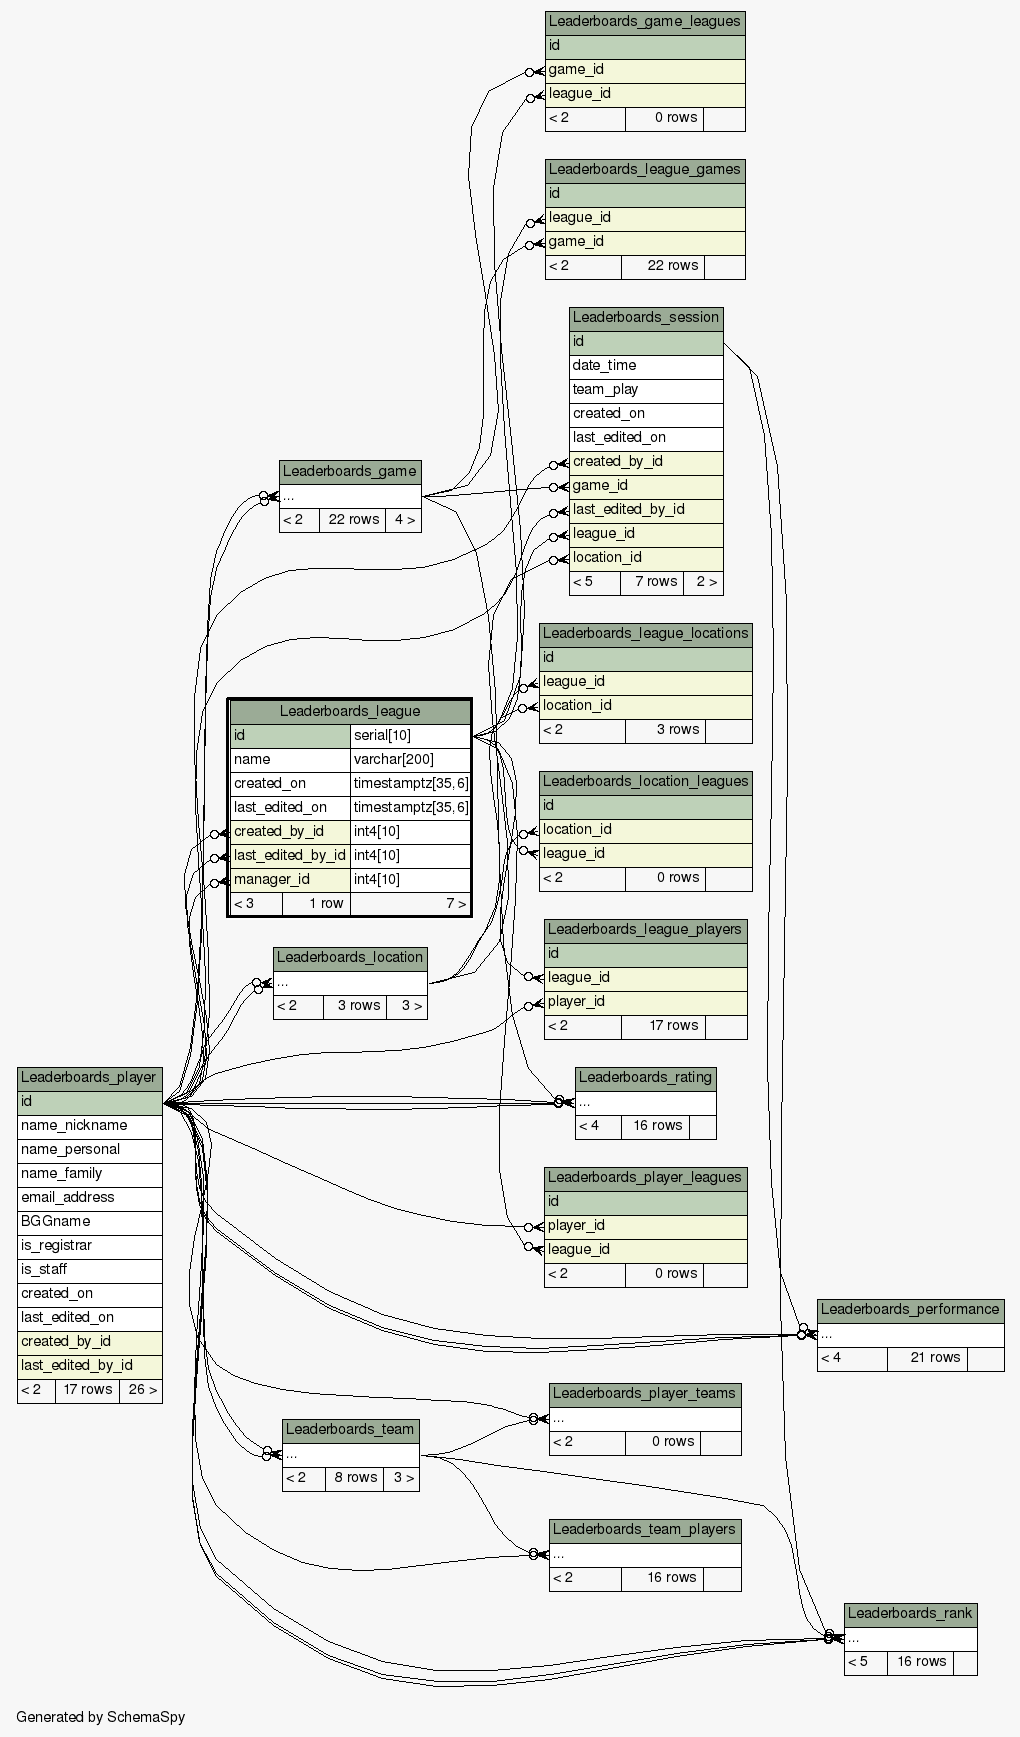 Leaderboards_game_leagues
id
game_id
league_id
< 2 0 rows
Leaderboards_league_games
id
league_id
game_id
< 2 22 rows
Leaderboards_session
id
date_time
team_play
created_on
last_edited_on
created_by_id
game_id
last_edited_by_id
league_id
location_id
< 5 7 rows 2 >
Leaderboards_game
...
< 2 22 rows 4 >
Leaderboards_league_locations
id
league_id
location_id
< 2 3 rows
Leaderboards_league
id serial[10]
name varchar[200]
created_on timestamptz[35,6]
last_edited_on timestamptz[35,6]
created_by_id int4[10]
last_edited_by_id int4[10]
manager_id int4[10]
< 3 1 row 7 >
Leaderboards_location_leagues
id
location_id
league_id
< 2 0 rows
Leaderboards_league_players
id
league_id
player_id
< 2 17 rows
Leaderboards_location
...
< 2 3 rows 3 >
Leaderboards_player
id
name_nickname
name_personal
name_family
email_address
BGGname
is_registrar
is_staff
created_on
last_edited_on
created_by_id
last_edited_by_id
< 2 17 rows 26 >
Leaderboards_rating
...
< 4 16 rows
Leaderboards_player_leagues
id
player_id
league_id
< 2 0 rows
Leaderboards_performance
...
< 4 21 rows
Leaderboards_player_teams
...
< 2 0 rows
Leaderboards_team
...
< 2 8 rows 3 >
Leaderboards_team_players
...
< 2 16 rows
Leaderboards_rank
...
< 5 16 rows
Generated by SchemaSpy